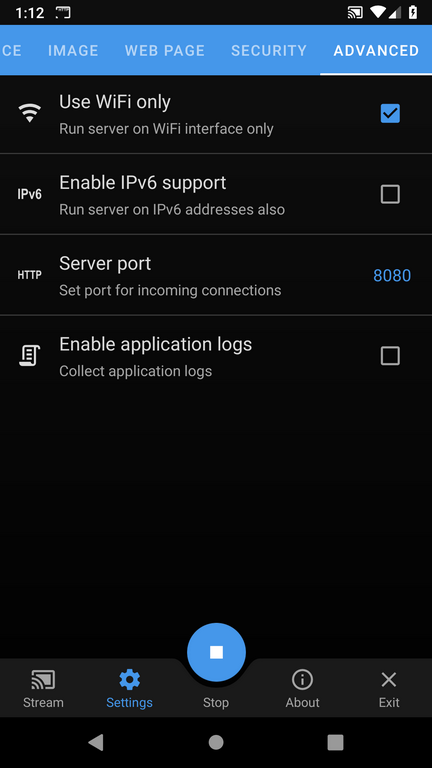 1:12
CE IMAGE WEB PAGE SECURITY ADVANCED
Use WiFi only
Run server on WiFi interface only
IPv6
Enable IPv6 support
Run server on IPv6 addresses also
HTTP
Server port
8080
Set port for incoming connections
Enable application logs
Collect application logs
Stream Settings Stop About Exit